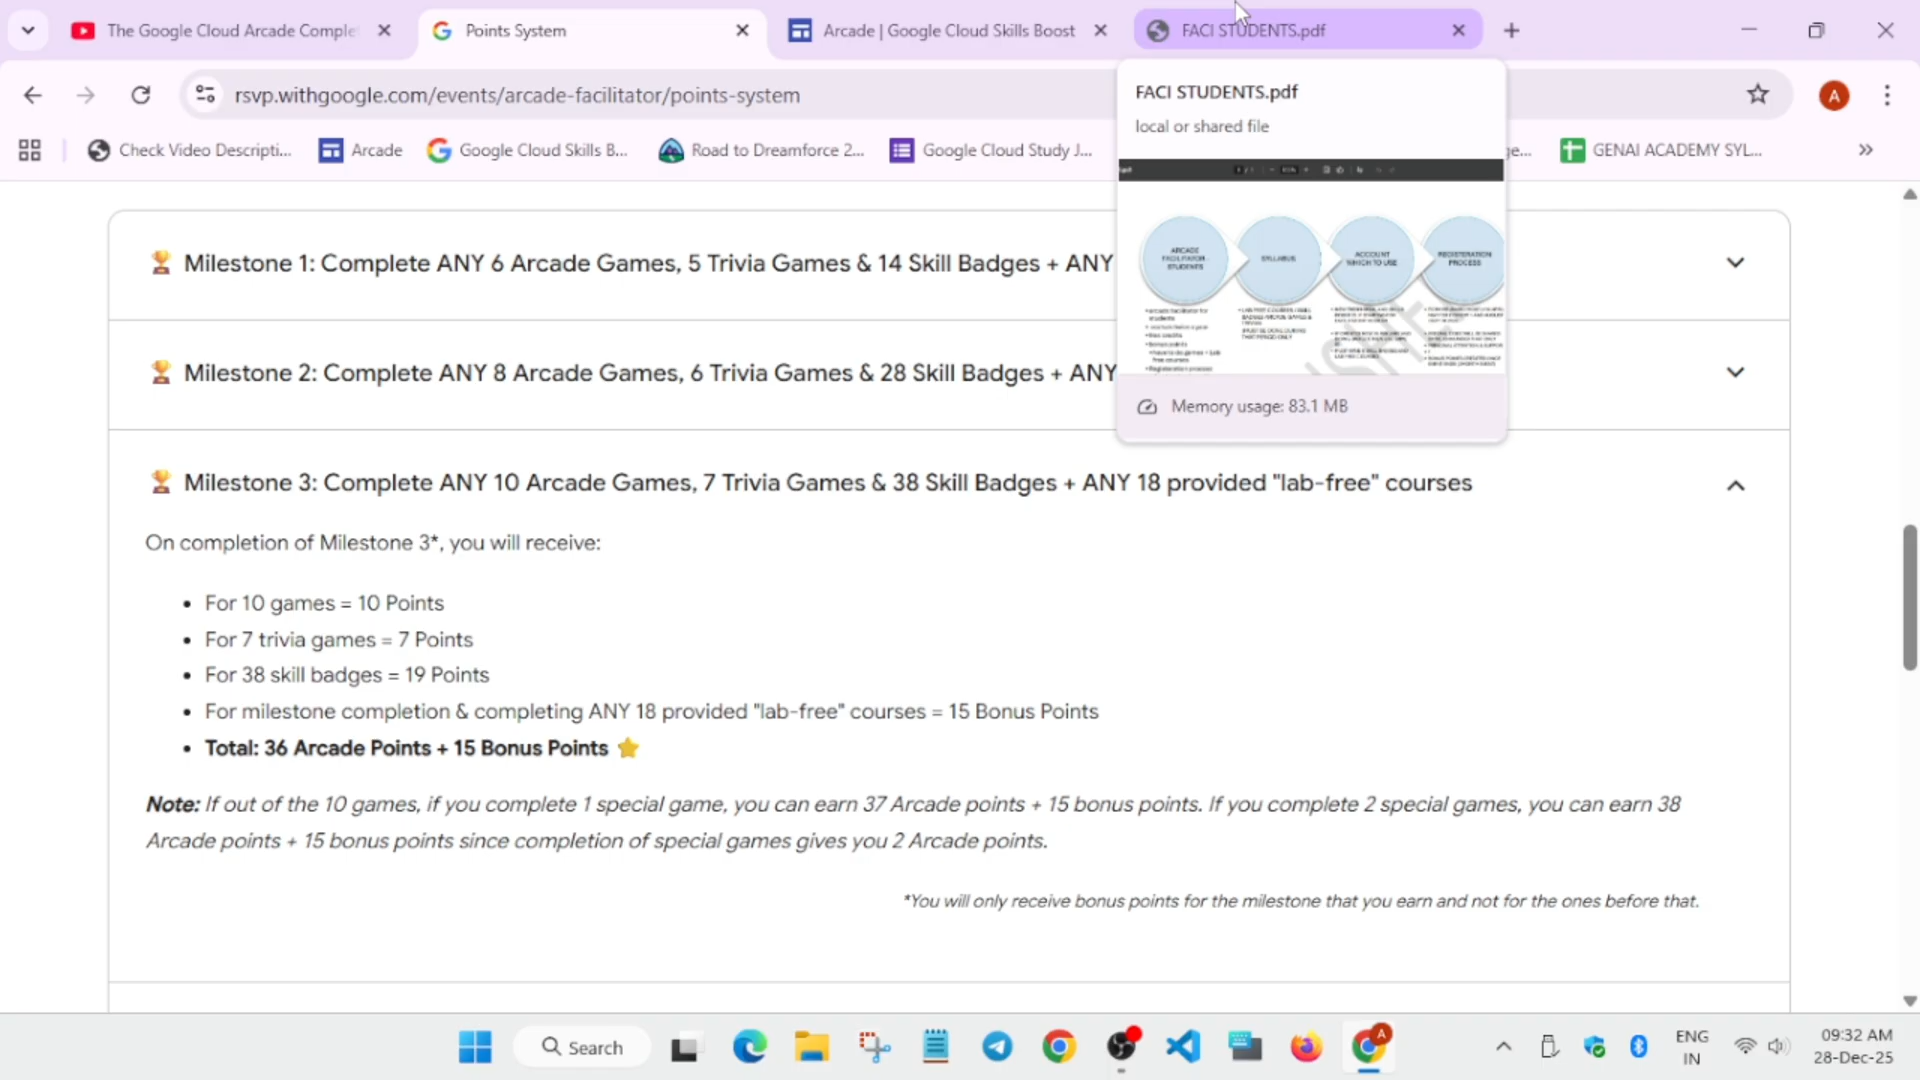 The Google Cloud Arcade Comple
Points System
Arcade | Google Cloud Skills Boost
FACI STUDENTS.pdf
rsvp.withgoogle.com/events/arcade-facilitator/points-system
A
Check Video Descripti...
Arcade
Google Cloud Skills B...
Road to Dreamforce 2...
Google Cloud Study J...
ge...
GENAI ACADEMY SYL...
FACI STUDENTS.pdf
local or shared file
ARCADE FACILITATOR STUDENTS
SYLLABUS
ACCOUNT WHICH TO USE
REGISTERATION PROCESS
Memory usage: 83.1 MB
Milestone 1: Complete ANY 6 Arcade Games, 5 Trivia Games & 14 Skill Badges + ANY
Milestone 2: Complete ANY 8 Arcade Games, 6 Trivia Games & 28 Skill Badges + ANY
Milestone 3: Complete ANY 10 Arcade Games, 7 Trivia Games & 38 Skill Badges + ANY 18 provided "lab-free" courses
On completion of Milestone 3*, you will receive:
• For 10 games = 10 Points
• For 7 trivia games = 7 Points
• For 38 skill badges = 19 Points
• For milestone completion & completing ANY 18 provided "lab-free" courses = 15 Bonus Points
• Total: 36 Arcade Points + 15 Bonus Points ⭐
Note: If out of the 10 games, if you complete 1 special game, you can earn 37 Arcade points + 15 bonus points. If you complete 2 special games, you can earn 38
Arcade points + 15 bonus points since completion of special games gives you 2 Arcade points.
*You will only receive bonus points for the milestone that you earn and not for the ones before that.
Search
A
ENG
IN
09:32 AM
28-Dec-25